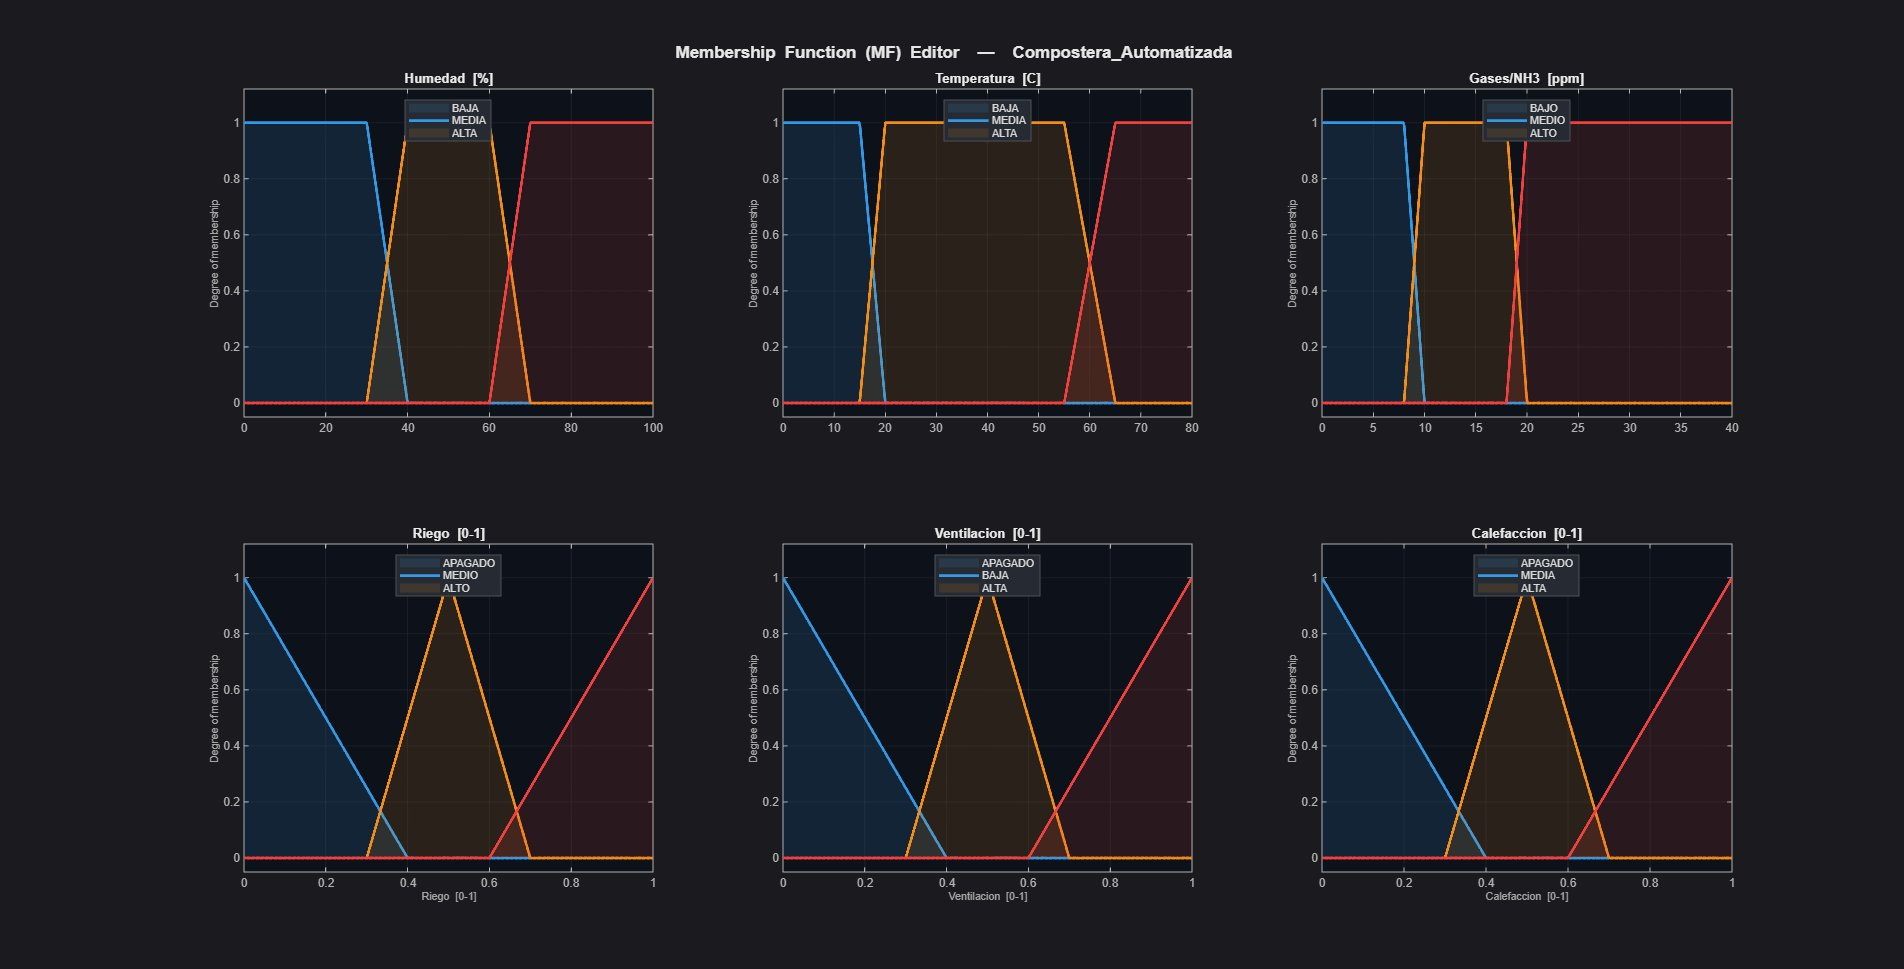 Membership Function (MF) Editor — Compostera_Automatizada
Humedad [%]
BAJA
MEDIA
ALTA
Degree of membership
1
0.8
0.6
0.4
0.2
0
0 20 40 60 80 100
Temperatura [C]
BAJA
MEDIA
ALTA
Degree of membership
1
0.8
0.6
0.4
0.2
0
0 10 20 30 40 50 60 70 80
Gases/NH3 [ppm]
BAJO
MEDIO
ALTO
Degree of membership
1
0.8
0.6
0.4
0.2
0
0 5 10 15 20 25 30 35 40
Riego [0-1]
APAGADO
MEDIO
ALTO
Degree of membership
1
0.8
0.6
0.4
0.2
0
0 0.2 0.4 0.6 0.8 1
Riego [0-1]
Ventilacion [0-1]
APAGADO
BAJA
ALTA
Degree of membership
1
0.8
0.6
0.4
0.2
0
0 0.2 0.4 0.6 0.8 1
Ventilacion [0-1]
Calefaccion [0-1]
APAGADO
MEDIA
ALTA
Degree of membership
1
0.8
0.6
0.4
0.2
0
0 0.2 0.4 0.6 0.8 1
Calefaccion [0-1]